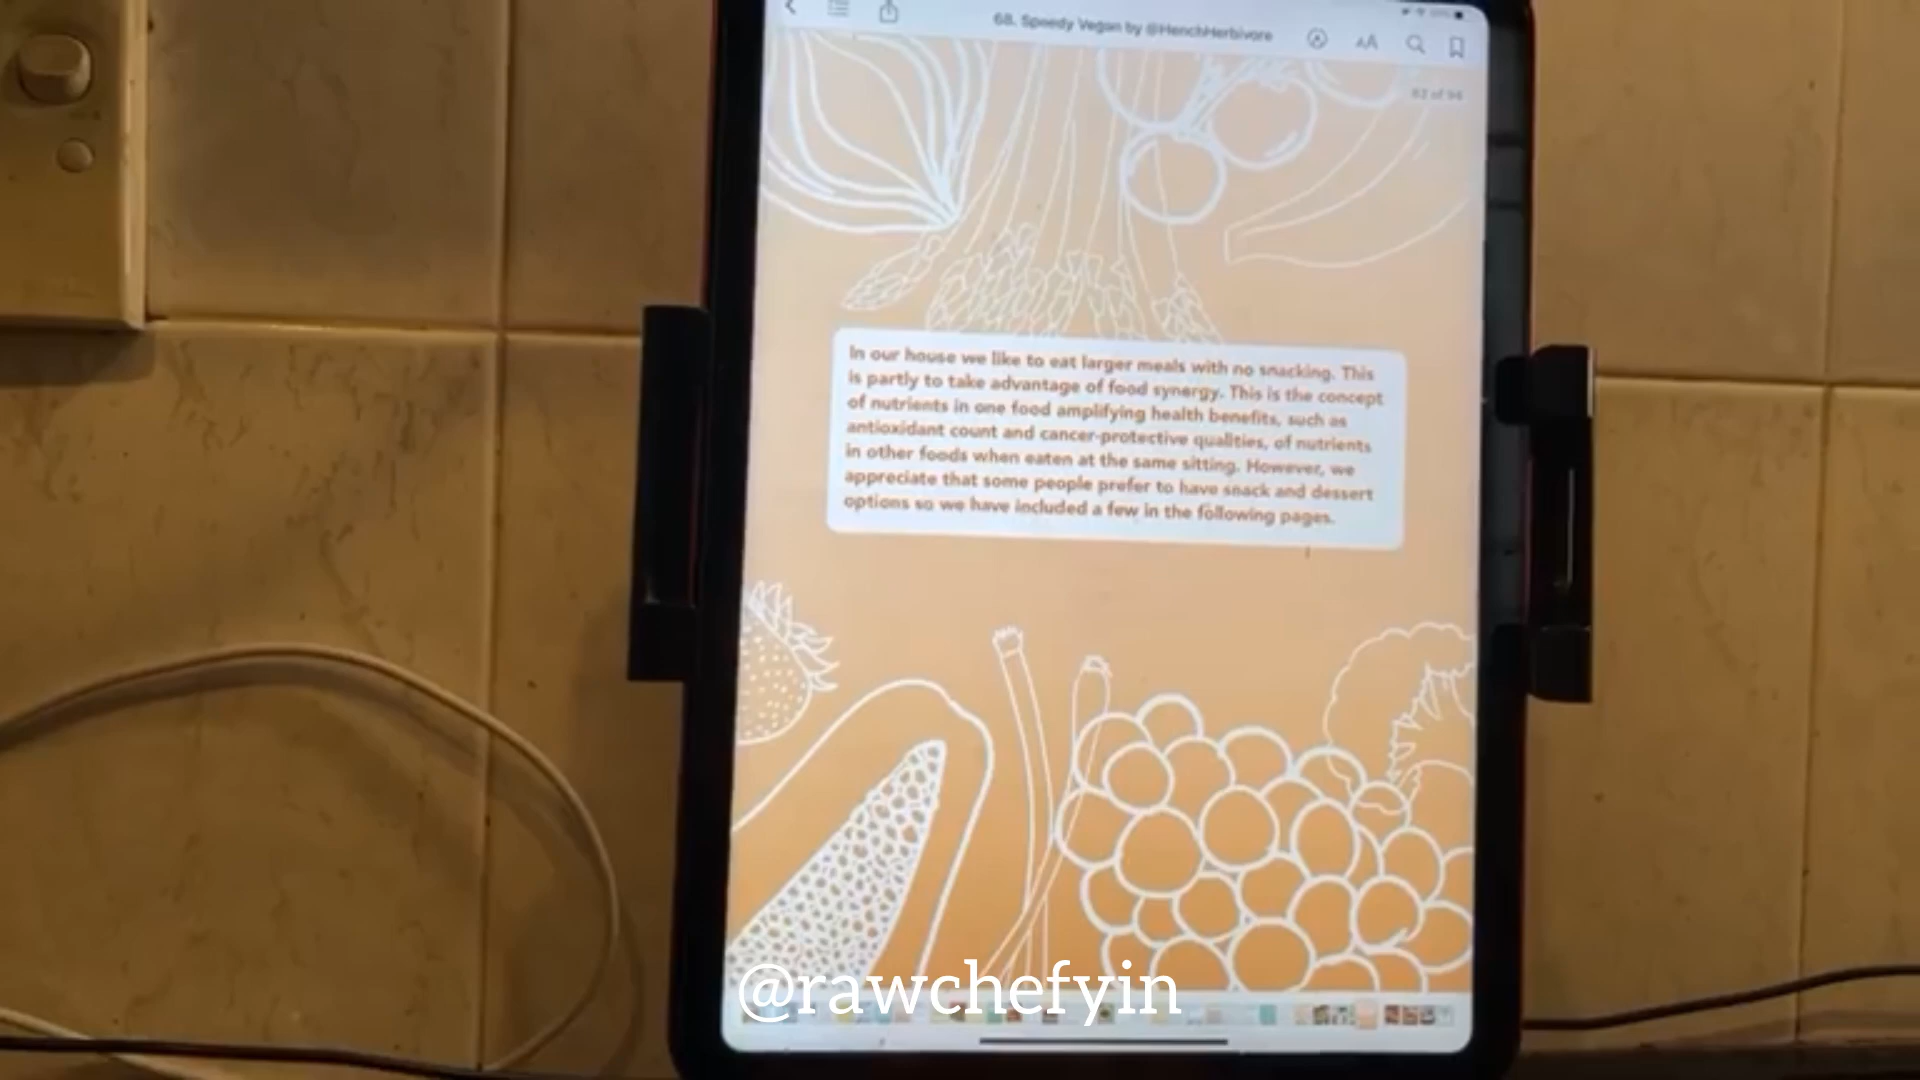 68. Speedy Vegan by @HenchHerbivore
AA
62 of 94
In our house we like to eat larger meals with no snacking. This
is partly to take advantage of food synergy. This is the concept
of nutrients in one food amplifying health benefits, such as
antioxidant count and cancer-protective qualities, of nutrients
in other foods when eaten at the same sitting. However, we
appreciate that some people prefer to have snack and dessert
options so we have included a few in the following pages.
@rawchefyin